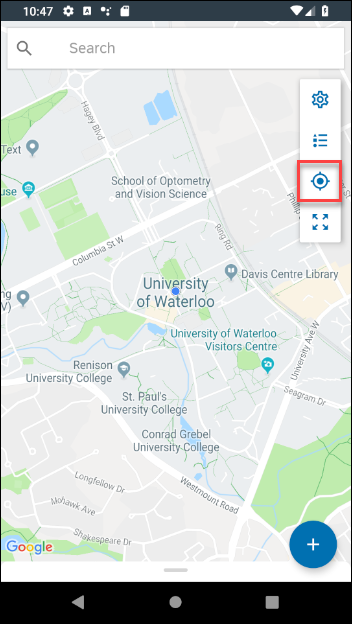 10:47
A
Search
Hagey Blvd
Text
School of Optometry
and Vision Science
use
Phillip
Columbia St W
Ring Rd
Davis Centre Library
University
of Waterloo
ng
V)
University of Waterloo
Visitors Centre
University Ave W
Renison
University College
Seagram Dr
St. Paul's
University College
Conrad Grebel
University College
Longfellow Dr
Westmount Road
Mohawk Ave
Shakespeare Dr
Google
+